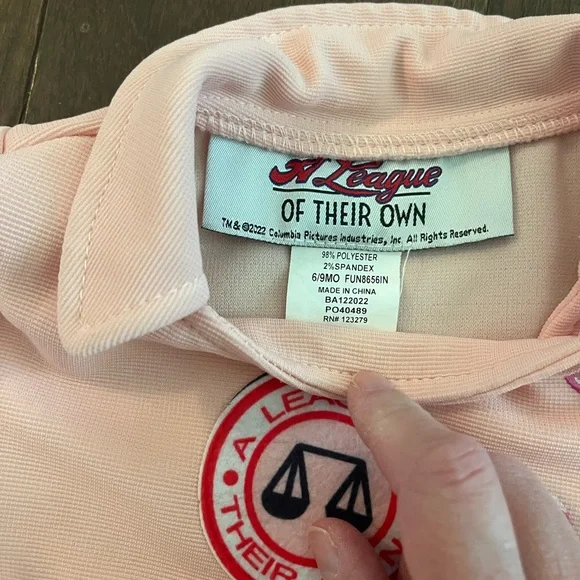 A League
OF THEIR OWN
TM & ©2022 Columbia Pictures Industries, Inc. All Rights Reserved.
98% POLYESTER
2%SPANDEX
6/9MO FUN8656IN
MADE IN CHINA
BA122022
PO40489
RN# 123279
A LEA
THEIR